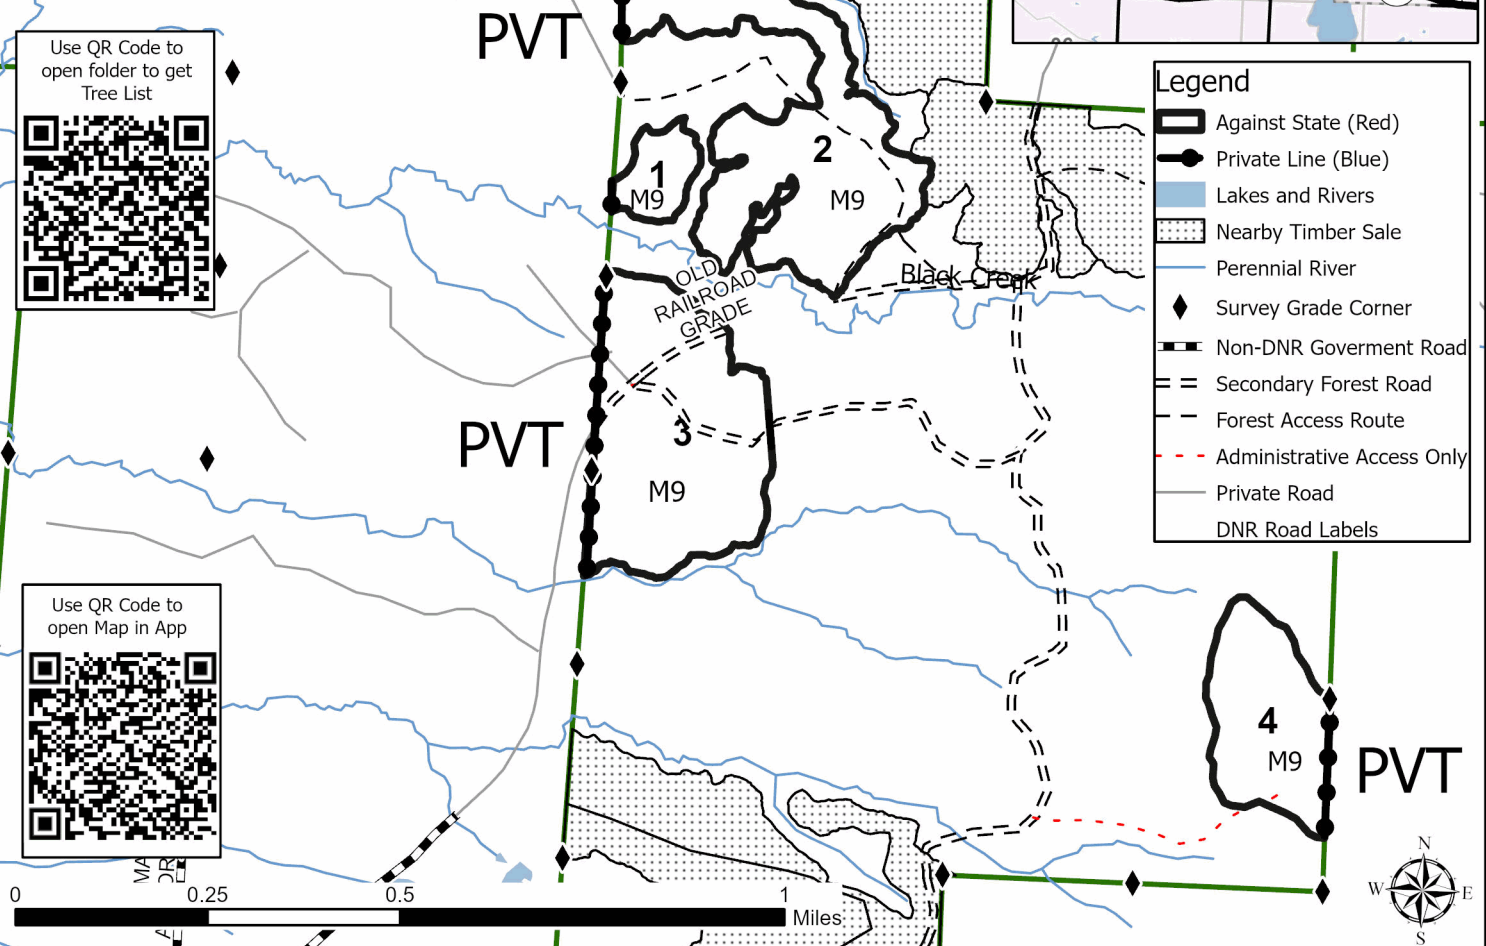 PVT
Use QR Code to
open folder to get
Tree List
Legend
Against State (Red)
Private Line (Blue)
Lakes and Rivers
Nearby Timber Sale
Perennial River
Survey Grade Corner
Non-DNR Goverment Road
Secondary Forest Road
Forest Access Route
Administrative Access Only
Private Road
DNR Road Labels
1
M9
2
M9
OLD
RAILROAD
GRADE
Black Creek
PVT
3
M9
Use QR Code to
open Map in App
4
M9
PVT
N
W E
S
0 0.25 0.5 1
Miles